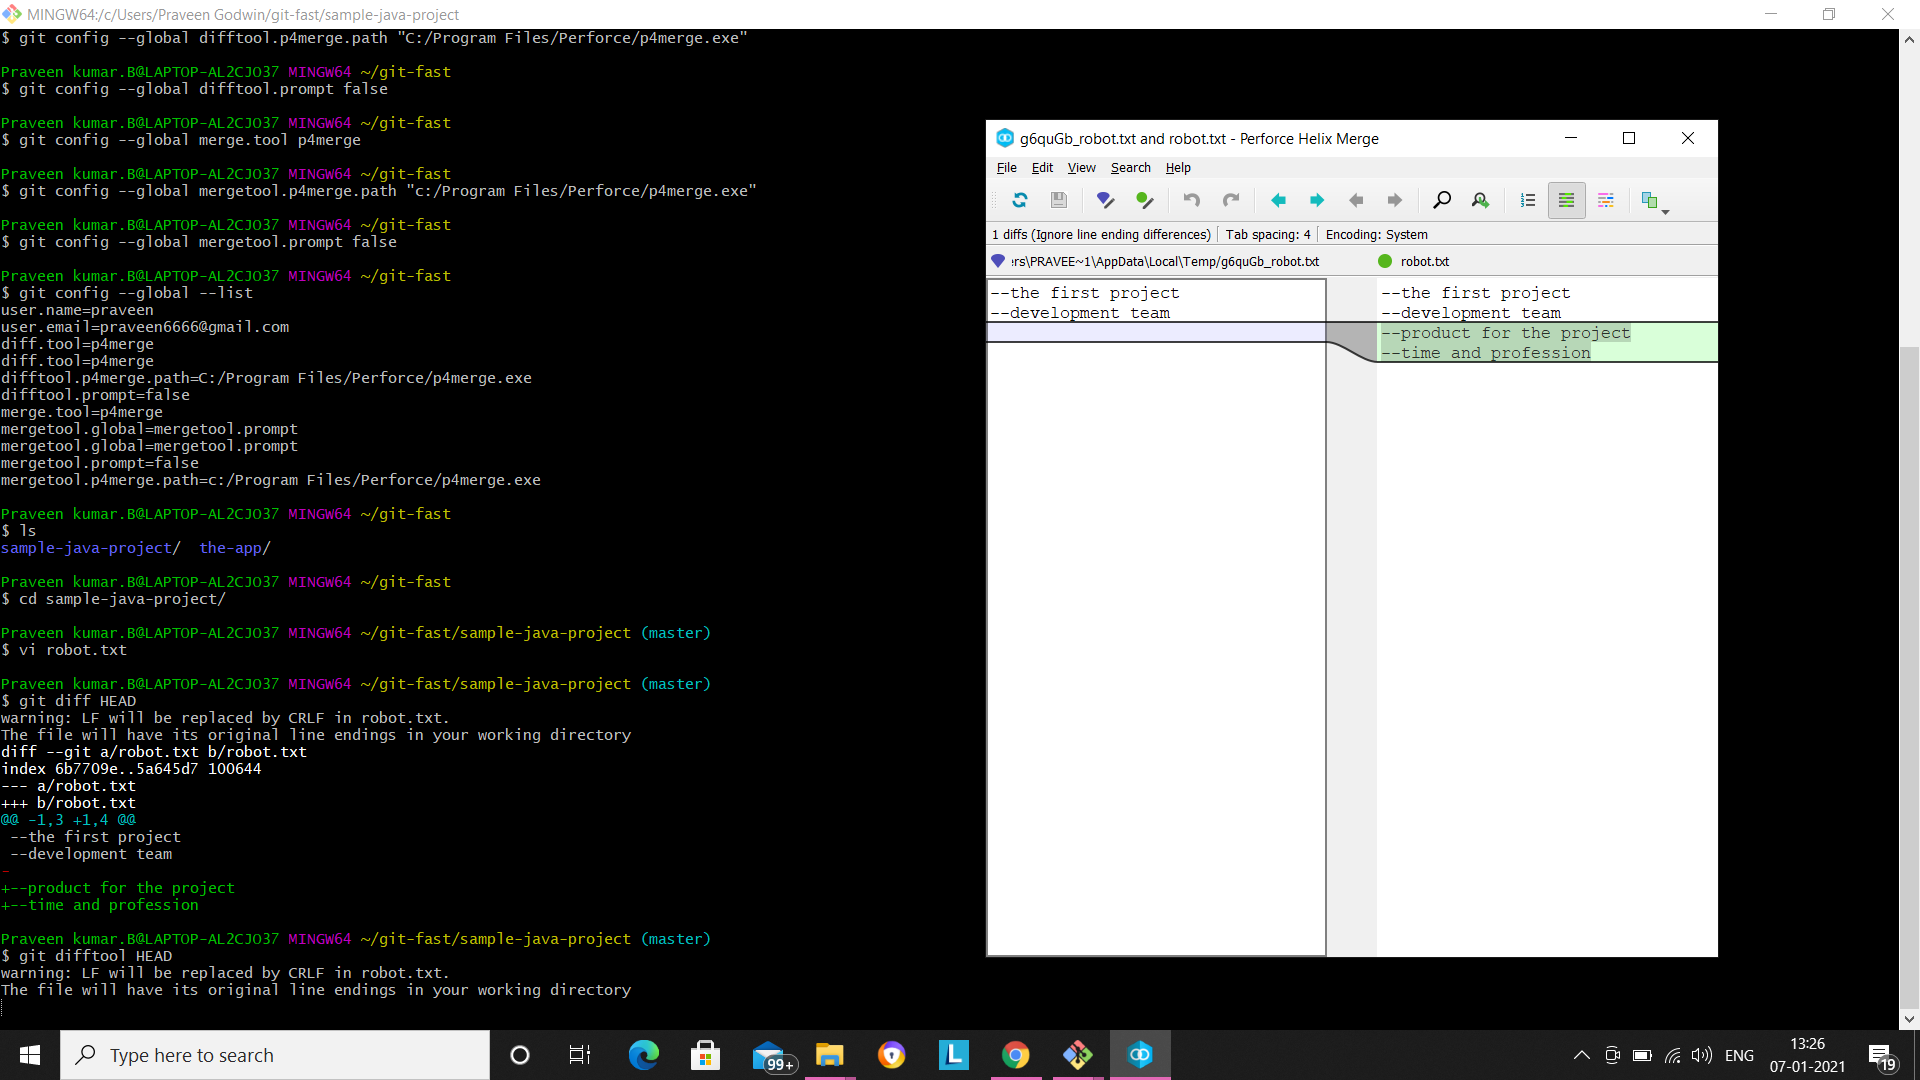 MINGW64:/c/Users/Praveen Godwin/git-fast/sample-java-project
$ git config --global difftool.p4merge.path "C:/Program Files/Perforce/p4merge.exe"
Praveen kumar.B@LAPTOP-AL2CJO37 MINGW64 ~/git-fast
$ git config --global difftool.prompt false
Praveen kumar.B@LAPTOP-AL2CJO37 MINGW64 ~/git-fast
$ git config --global merge.tool p4merge
Praveen kumar.B@LAPTOP-AL2CJO37 MINGW64 ~/git-fast
$ git config --global mergetool.p4merge.path "c:/Program Files/Perforce/p4merge.exe"
Praveen kumar.B@LAPTOP-AL2CJO37 MINGW64 ~/git-fast
$ git config --global mergetool.prompt false
Praveen kumar.B@LAPTOP-AL2CJO37 MINGW64 ~/git-fast
$ git config --global --list
user.name=praveen
user.email=praveen6666@gmail.com
diff.tool=p4merge
diff.tool=p4merge
difftool.p4merge.path=C:/Program Files/Perforce/p4merge.exe
difftool.prompt=false
merge.tool=p4merge
mergetool.global=mergetool.prompt
mergetool.global=mergetool.prompt
mergetool.prompt=false
mergetool.p4merge.path=c:/Program Files/Perforce/p4merge.exe
Praveen kumar.B@LAPTOP-AL2CJO37 MINGW64 ~/git-fast
$ ls
sample-java-project/  the-app/
Praveen kumar.B@LAPTOP-AL2CJO37 MINGW64 ~/git-fast
$ cd sample-java-project/
Praveen kumar.B@LAPTOP-AL2CJO37 MINGW64 ~/git-fast/sample-java-project (master)
$ vi robot.txt
Praveen kumar.B@LAPTOP-AL2CJO37 MINGW64 ~/git-fast/sample-java-project (master)
$ git diff HEAD
warning: LF will be replaced by CRLF in robot.txt.
The file will have its original line endings in your working directory
diff --git a/robot.txt b/robot.txt
index 6b7709e..5a645d7 100644
--- a/robot.txt
+++ b/robot.txt
@@ -1,3 +1,4 @@
 --the first project
 --development team
-
+--product for the project
+--time and profession
Praveen kumar.B@LAPTOP-AL2CJO37 MINGW64 ~/git-fast/sample-java-project (master)
$ git difftool HEAD
warning: LF will be replaced by CRLF in robot.txt.
The file will have its original line endings in your working directory
g6quGb_robot.txt and robot.txt - Perforce Helix Merge
File Edit View Search Help
1 diffs (Ignore line ending differences) Tab spacing: 4 Encoding: System
rs\PRAVEE~1\AppData\Local\Temp/g6quGb_robot.txt
--the first project
--development team
robot.txt
--the first project
--development team
--product for the project
--time and profession
Type here to search
99+
L
ENG
13:26
07-01-2021
19